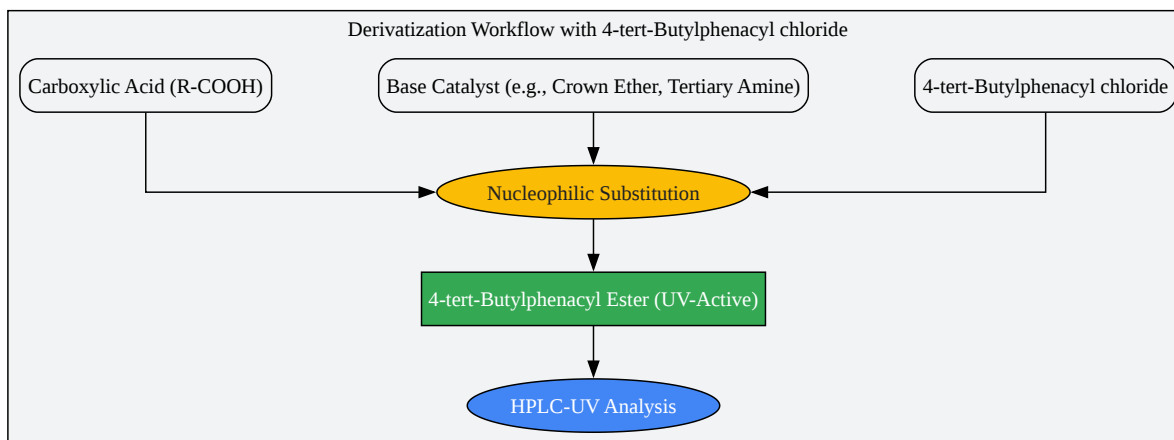 Derivatization Workflow with 4-tert-Butylphenacyl chloride
Carboxylic Acid (R-COOH)
Base Catalyst (e.g., Crown Ether, Tertiary Amine)
4-tert-Butylphenacyl chloride
Nucleophilic Substitution
4-tert-Butylphenacyl Ester (UV-Active)
HPLC-UV Analysis